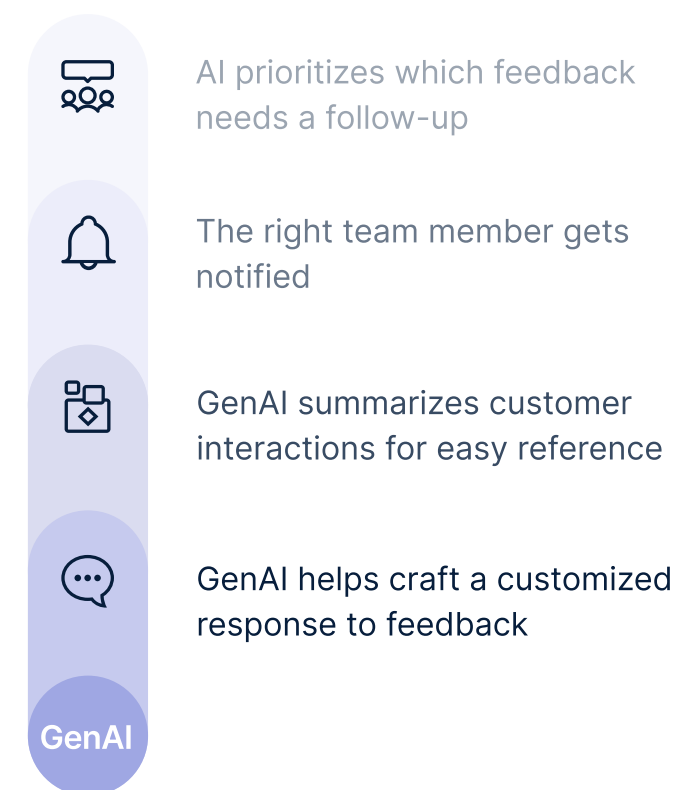 AI prioritizes which feedback
needs a follow-up
The right team member gets
notified
GenAI summarizes customer
interactions for easy reference
GenAI helps craft a customized
response to feedback
GenAI